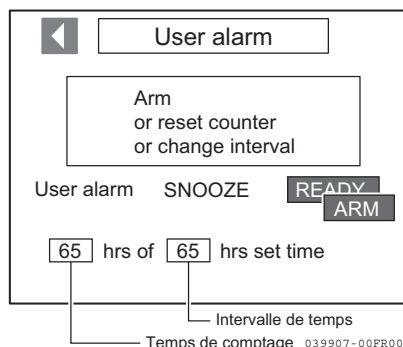 User alarm
Arm
or reset counter
or change interval
User alarm SNOOZE READY
ARM
65 hrs of 65 hrs set time
Intervalle de temps
Temps de comptage 039907-00FR00